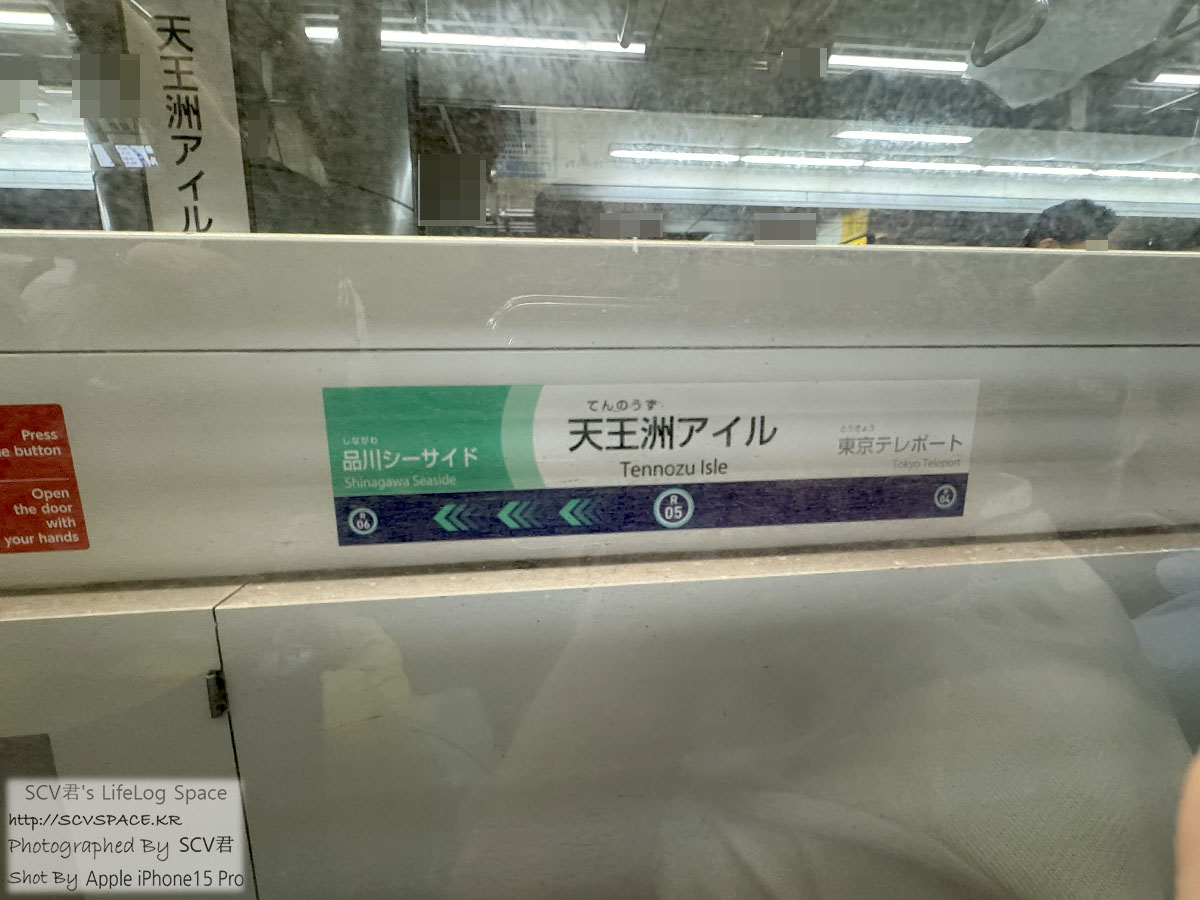 天王洲アイル
Press
e button
Open
the door
with
your hands
てんのうず
天王洲アイル
Tennozu Isle
しながわ
品川シーサイド
Shinagawa Seaside
とうきょう
東京テレポート
Tokyo Teleport
R
06
R
05
R
04
SCV君's LifeLog Space
http://SCVSPACE.KR
Photographed By SCV君
Shot By Apple iPhone15 Pro